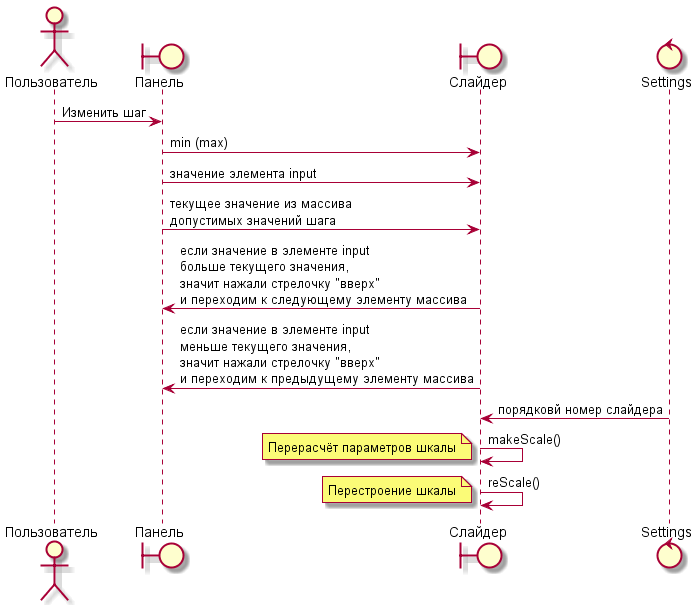 Пользователь
Панель
Слайдер
Settings
Изменить шаг
min (max)
значение элемента input
текущее значение из массива
допустимых значений шага
если значение в элементе input
больше текущего значения,
значит нажали стрелочку "вверх"
и переходим к следующему элементу массива
если значение в элементе input
меньше текущего значения,
значит нажали стрелочку "вверх"
и переходим к предыдущему элементу массива
порядковй номер слайдера
Перерасчёт параметров шкалы
makeScale()
Перестроение шкалы
reScale()
Пользователь
Панель
Слайдер
Settings